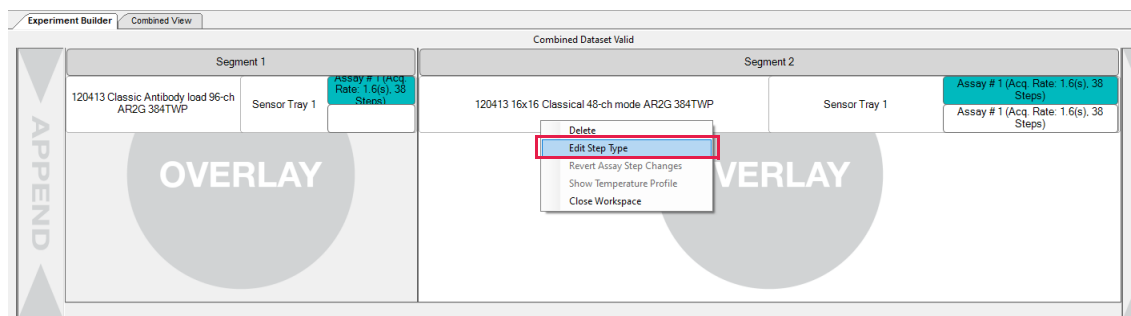 Experiment Builder
Combined View
Combined Dataset Valid
Segment 1
Segment 2
120413 Classic Antibody load 96-ch
AR2G 384TWP
Sensor Tray 1
Assay # 1 (Acq.
Rate: 1.6(s), 38
Steps)
120413 16x16 Classical 48-ch mode AR2G 384TWP
Sensor Tray 1
Assay # 1 (Acq. Rate: 1.6(s), 38
Steps)
Assay # 1 (Acq. Rate: 1.6(s), 38
Steps)
APPEND
OVERLAY
VERLAY
Delete
Edit Step Type
Revert Assay Step Changes
Show Temperature Profile
Close Workspace